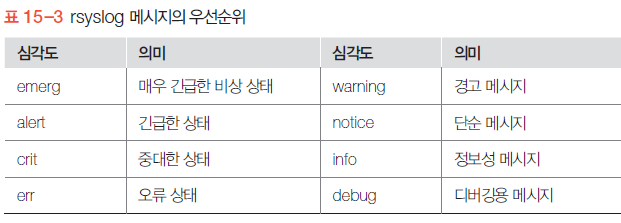 표 15-3 rsyslog 메시지의 우선순위
심각도 의미 심각도 의미
emerg 매우 긴급한 비상 상태 warning 경고 메시지
alert 긴급한 상태 notice 단순 메시지
crit 중대한 상태 info 정보성 메시지
err 오류 상태 debug 디버깅용 메시지